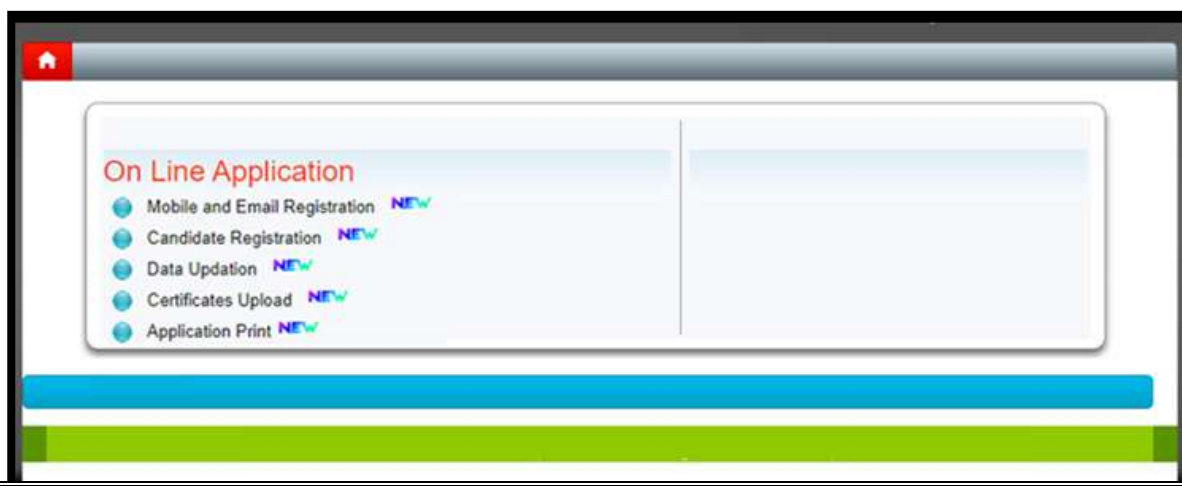 On Line Application
Mobile and Email Registration NEW
Candidate Registration NEW
Data Updation NEW
Certificates Upload NEW
Application Print NEW